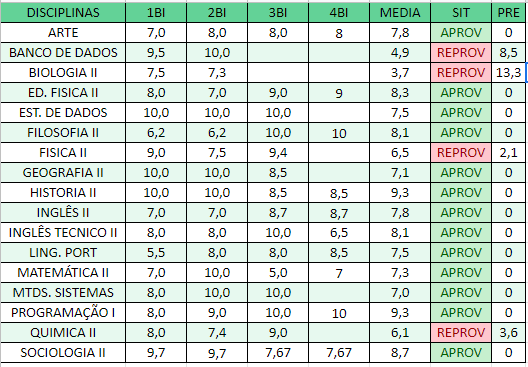 DISCIPLINAS 1BI 2BI 3BI 4BI MEDIA SIT PRE
ARTE 7,0 8,0 8,0 8 7,8 APROV 0
BANCO DE DADOS 9,5 10,0 4,9 REPROV 8,5
BIOLOGIA II 7,5 7,3 3,7 REPROV 13,3
ED. FISICA II 8,0 7,0 9,0 9 8,3 APROV 0
EST. DE DADOS 10,0 10,0 10,0 7,5 APROV 0
FILOSOFIA II 6,2 6,2 10,0 10 8,1 APROV 0
FISICA II 9,0 7,5 9,4 6,5 REPROV 2,1
GEOGRAFIA II 10,0 10,0 8,5 7,1 APROV 0
HISTORIA II 10,0 10,0 8,5 8,5 9,3 APROV 0
INGLÊS II 7,0 7,0 8,7 8,7 7,8 APROV 0
INGLÊS TECNICO II 8,0 8,0 10,0 6,5 8,1 APROV 0
LING. PORT 5,5 8,0 8,0 8,5 7,5 APROV 0
MATEMÁTICA II 7,0 10,0 5,0 7 7,3 APROV 0
MTDS. SISTEMAS 8,0 10,0 10,0 7,0 APROV 0
PROGRAMAÇÃO I 8,0 9,0 10,0 10 9,3 APROV 0
QUIMICA II 8,0 7,4 9,0 6,1 REPROV 3,6
SOCIOLOGIA II 9,7 9,7 7,67 7,67 8,7 APROV 0